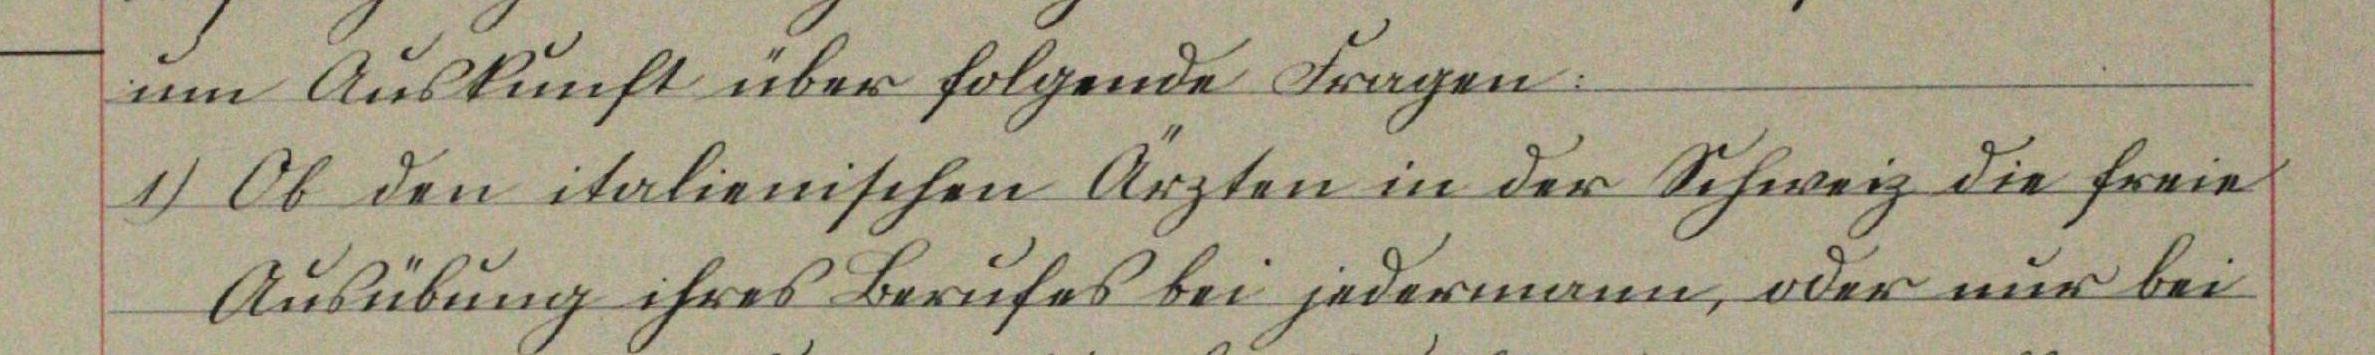 um Auskunft über folgende Fragen:
1) Ob den italienischen Ärzten in der Schweiz die freie
Ausübung ihres Berufes bei jedermann, oder nur bei